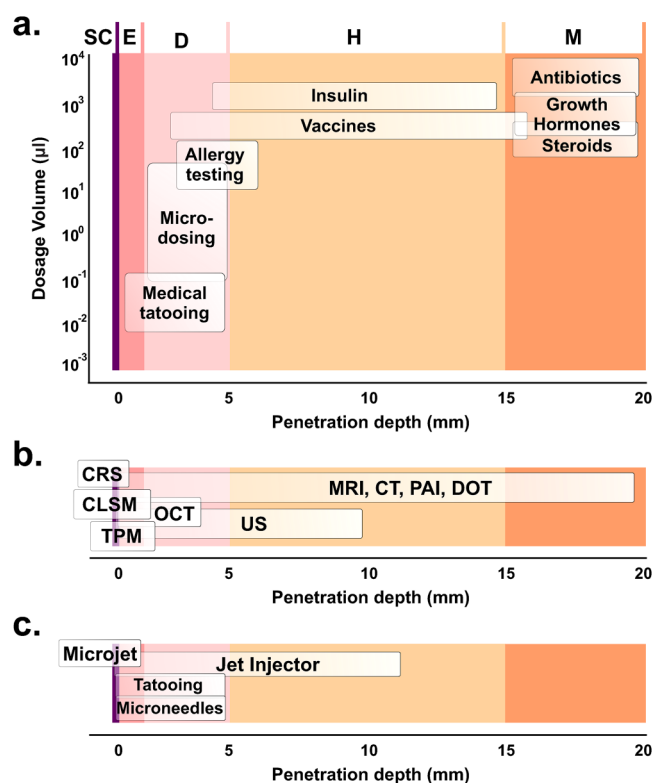 a.
SC E D H M
10⁴
10³
10²
10¹
10⁰
10⁻¹
10⁻²
10⁻³
Dosage Volume (µl)
Antibiotics
Insulin
Growth
Hormones
Vaccines
Steroids
Allergy
testing
Micro-
dosing
Medical
tatooing
0 5 10 15 20
Penetration depth (mm)
b.
CRS
MRI, CT, PAI, DOT
CLSM
OCT
US
TPM
0 5 10 15 20
Penetration depth (mm)
c.
Microjet
Jet Injector
Tatooing
Microneedles
0 5 10 15 20
Penetration depth (mm)